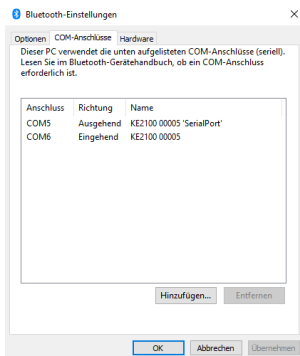 Bluetooth-Einstellungen
Optionen COM-Anschlüsse Hardware
Dieser PC verwendet die unten aufgelisteten COM-Anschlüsse (seriell).
Lesen Sie im Bluetooth-Gerätehandbuch, ob ein COM-Anschluss
erforderlich ist.
Anschluss Richtung Name
COM5 Ausgehend KE2100 00005 'SerialPort'
COM6 Eingehend KE2100 00005
Hinzufügen... Entfernen
OK Abbrechen Übernehmen